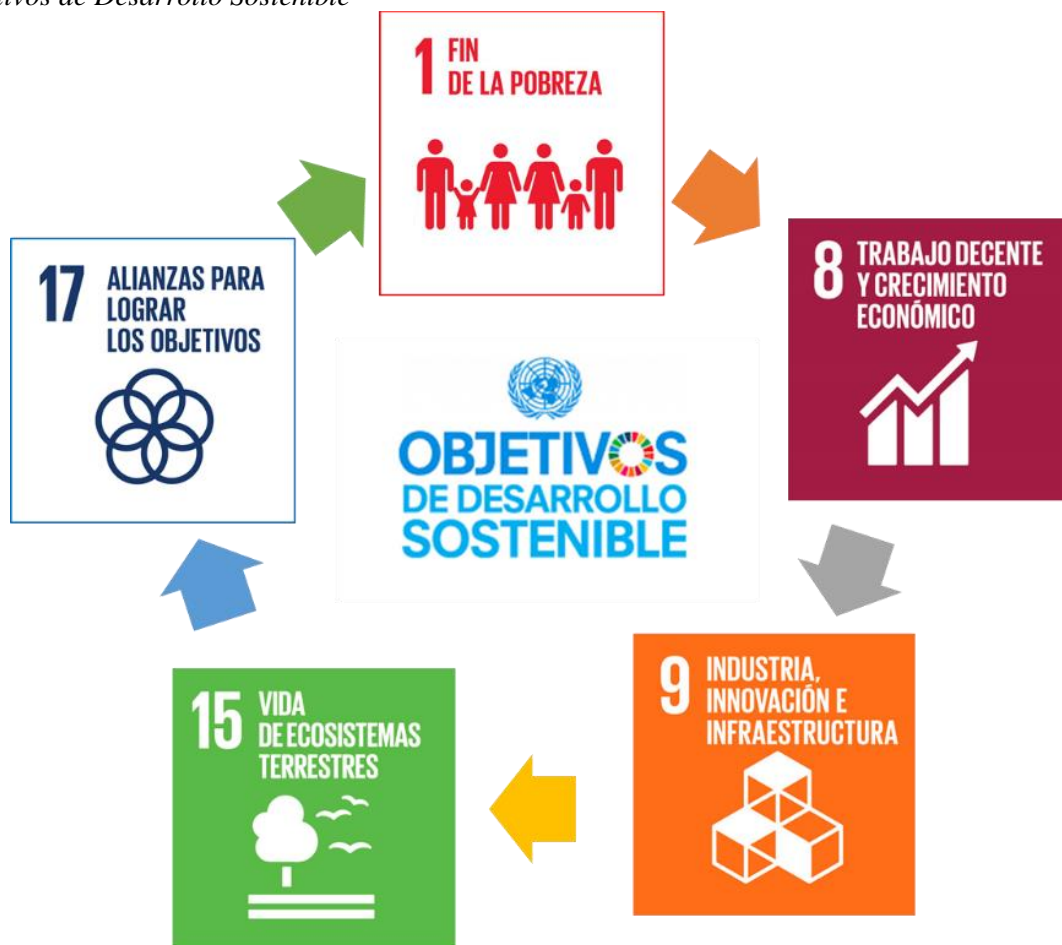 tivos de Desarrollo Sostenible
1 FIN
DE LA POBREZA
8 TRABAJO DECENTE
Y CRECIMIENTO
ECONÓMICO
9 INDUSTRIA,
INNOVACIÓN E
INFRAESTRUCTURA
15 VIDA
DE ECOSISTEMAS
TERRESTRES
17 ALIANZAS PARA
LOGRAR
LOS OBJETIVOS
OBJETIVOS
DE DESARROLLO
SOSTENIBLE